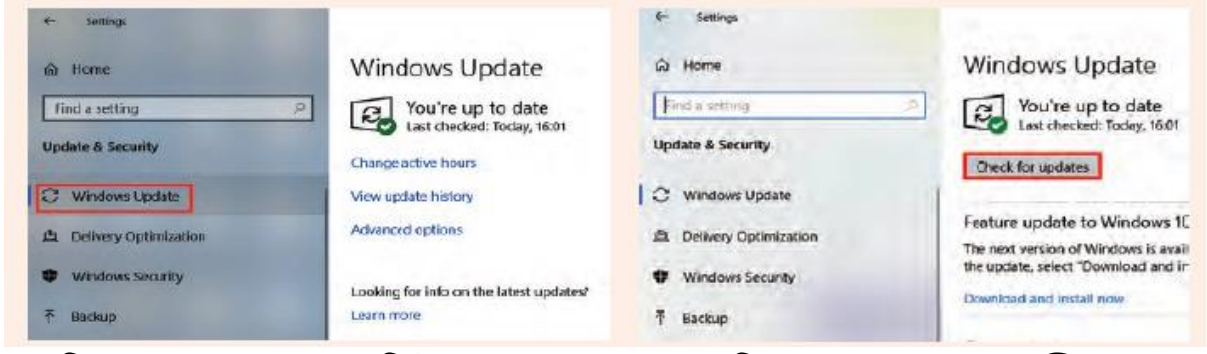 Settings
Home
Find a setting
Update & Security
Windows Update
Delivery Optimization
Windows Security
Backup
Windows Update
You're up to date
Last checked: Today, 16:01
Change active hours
View update history
Advanced options
Looking for info on the latest updates?
Learn more
Settings
Home
Find a setting
Update & Security
Windows Update
Delivery Optimization
Windows Security
Backup
Windows Update
You're up to date
Last checked: Today, 16:01
Check for updates
Feature update to Windows 10
The next version of Windows is
the update, select "Download and
Download and install now